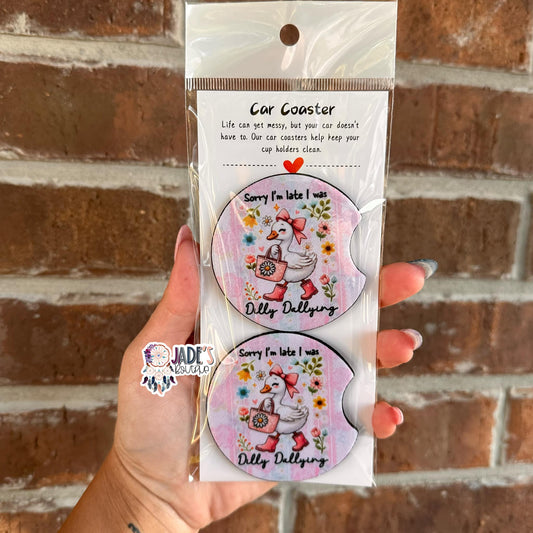 Car Coaster
Life can get messy, but your car doesn't
have to. Our car coasters help keep your
cup holders clean.
Sorry I'm late I was
Dilly Dallying
Sorry I'm late I was
Dilly Dallying
JADE'S